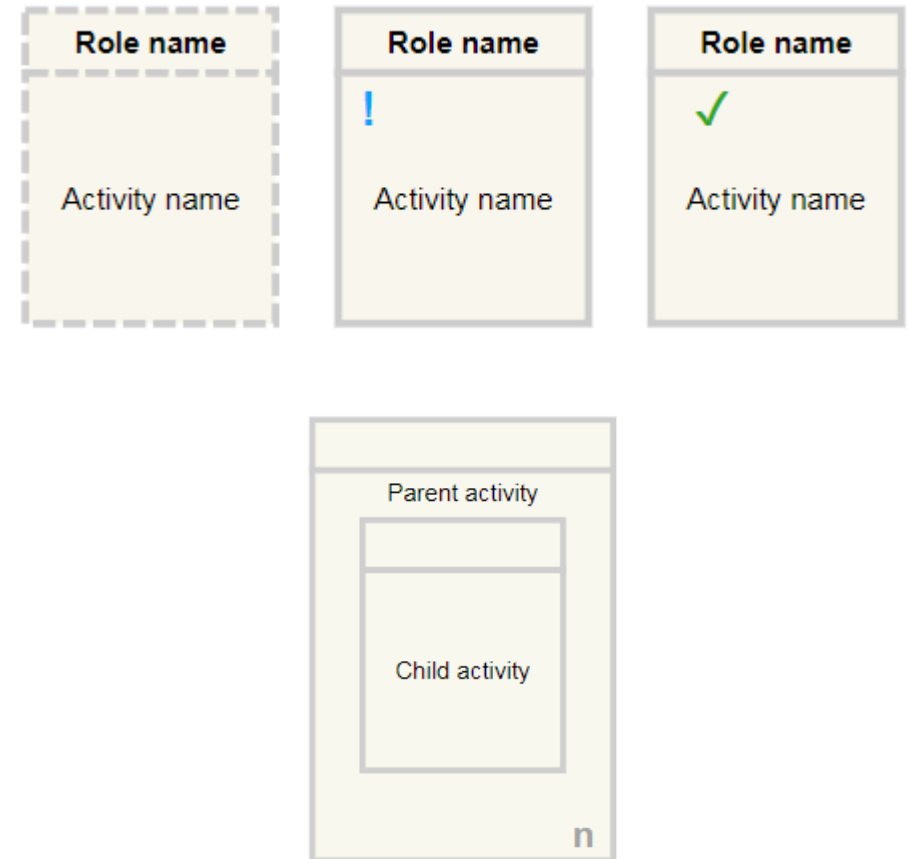 Role name
Role name
Role name
!
✓
Activity name
Activity name
Activity name
Parent activity
Child activity
n